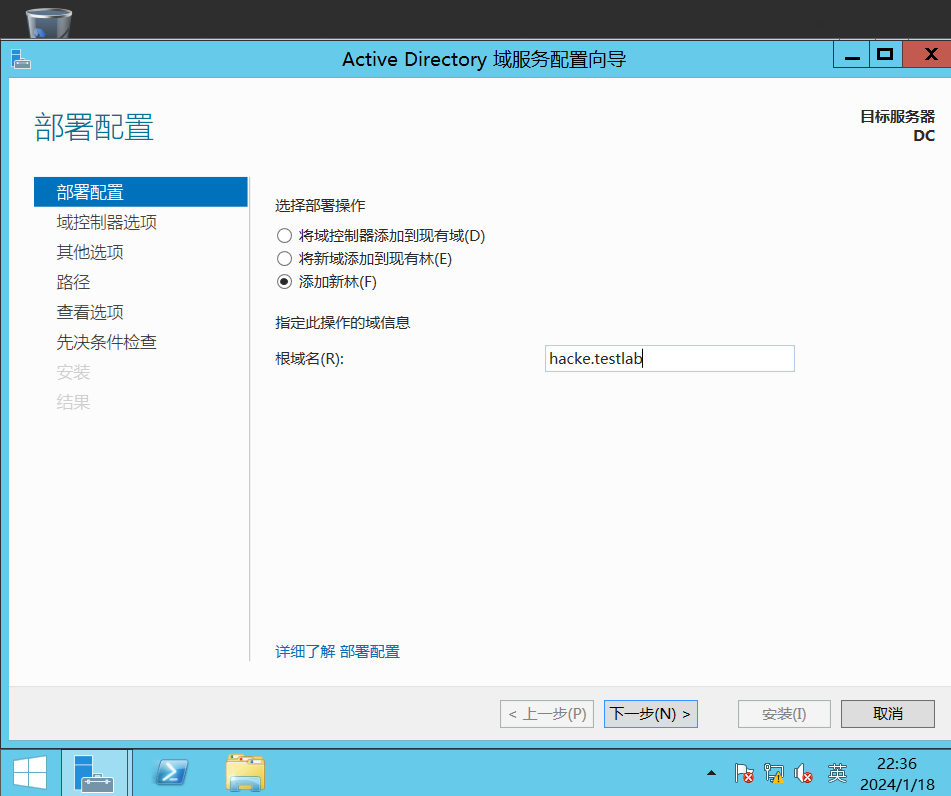 Active Directory 域服务配置向导
部署配置
目标服务器
DC
部署配置
域控制器选项
其他选项
路径
查看选项
先决条件检查
安装
结果
选择部署操作
将域控制器添加到现有域(D)
将新域添加到现有林(E)
添加新林(F)
指定此操作的域信息
根域名(R): hacke.testlab
详细了解 部署配置
< 上一步(P) 下一步(N) > 安装(I) 取消
英
22:36
2024/1/18